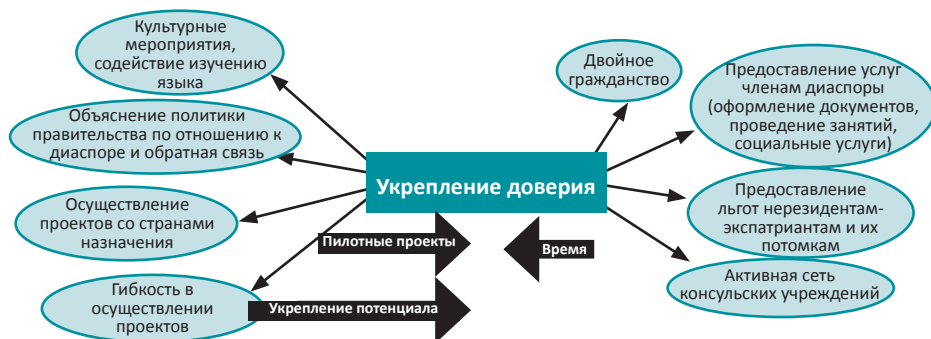 Культурные
мероприятия,
содействие изучению
языка
Объяснение политики
правительства по отношению к
диаспоре и обратная связь
Осуществление
проектов со странами
назначения
Гибкость в
осуществлении
проектов
Укрепление доверия
Пилотные проекты
Время
Укрепление потенциала
Двойное
гражданство
Предоставление услуг
членам диаспоры
(оформление документов,
проведение занятий,
социальные услуги)
Предоставление
льгот нерезидентам-
экспатриантам и их
потомкам
Активная сеть
консульских учреждений